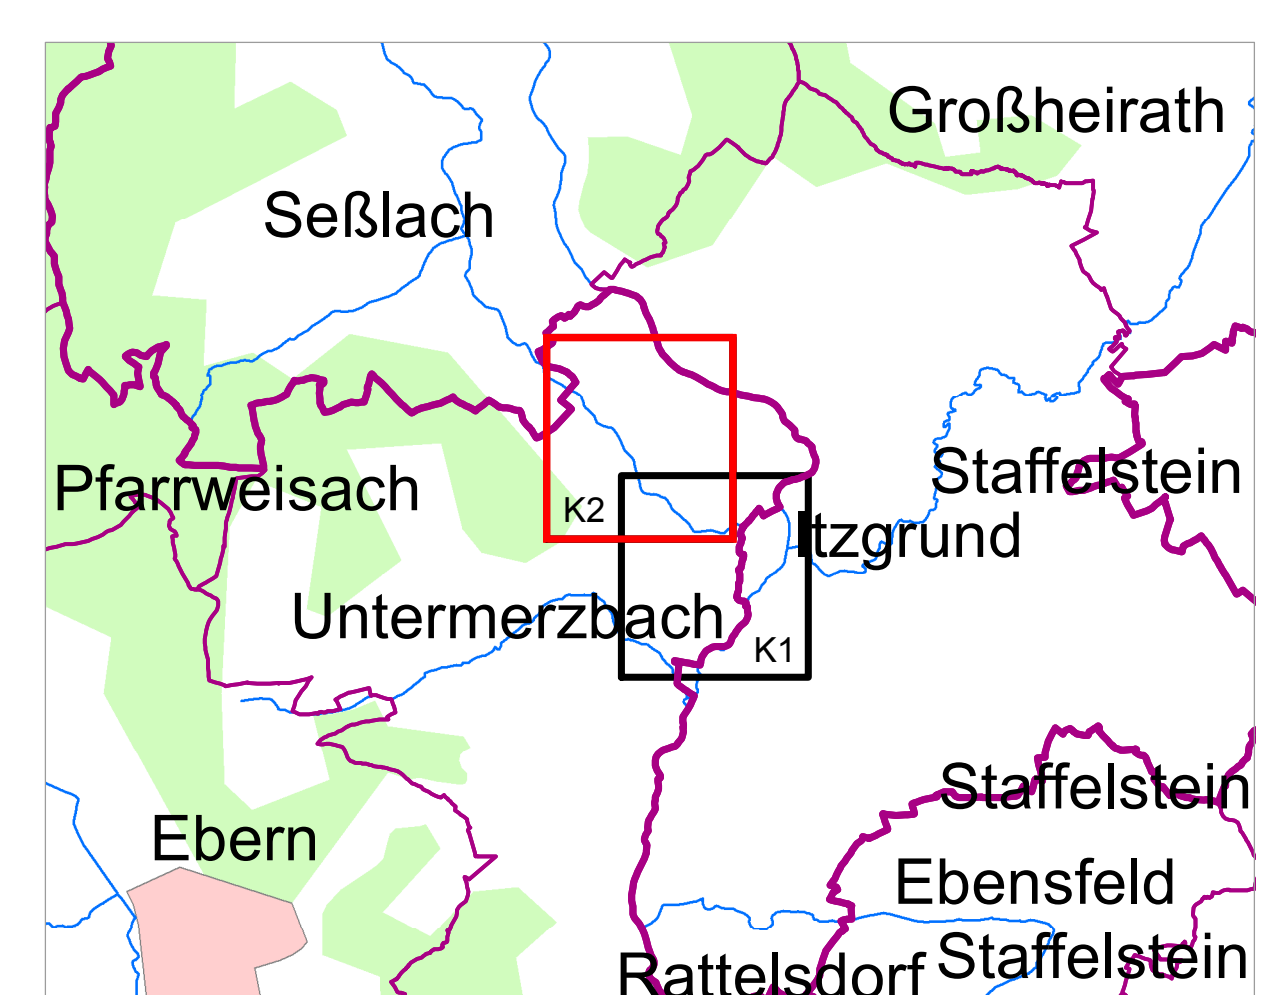 Großheirath
Seßlach
Staffelstein
Pfarrweisach
K2
Itzgrund
Untermerzbach
K1
Staffelstein
Ebern
Ebensfeld
Staffelstein
Rattelsdorf